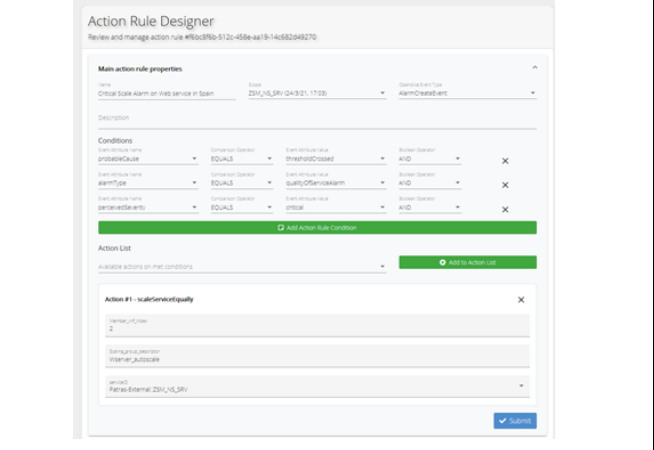 Action Rule Designer
Review and manage action rule #f6bc8f6b-512c-458e-aa19-14c682d49270
Main action rule properties
Name Scope Operative Event Type
Critical Scale Alarm on Web service in Spain ZSM_NS_SRV (24/3/21, 17:03) AlarmCreateEvent
Description
Conditions
Event Attribute Name Comparison Operator Event Attribute Value Boolean Operator
probableCause EQUALS thresholdCrossed AND
Event Attribute Name Comparison Operator Event Attribute Value Boolean Operator
alarmType EQUALS qualityOfServiceAlarm AND
Event Attribute Name Comparison Operator Event Attribute Value Boolean Operator
perceivedSeverity EQUALS critical AND
Add Action Rule Condition
Action List
Available actions on met conditions Add to Action List
Action #1 - scaleServiceEqually
Member_vnf_index
2
Scaling_group_descriptor
Wserver_autoscale
serviceID
Patras-External::ZSM_NS_SRV
Submit